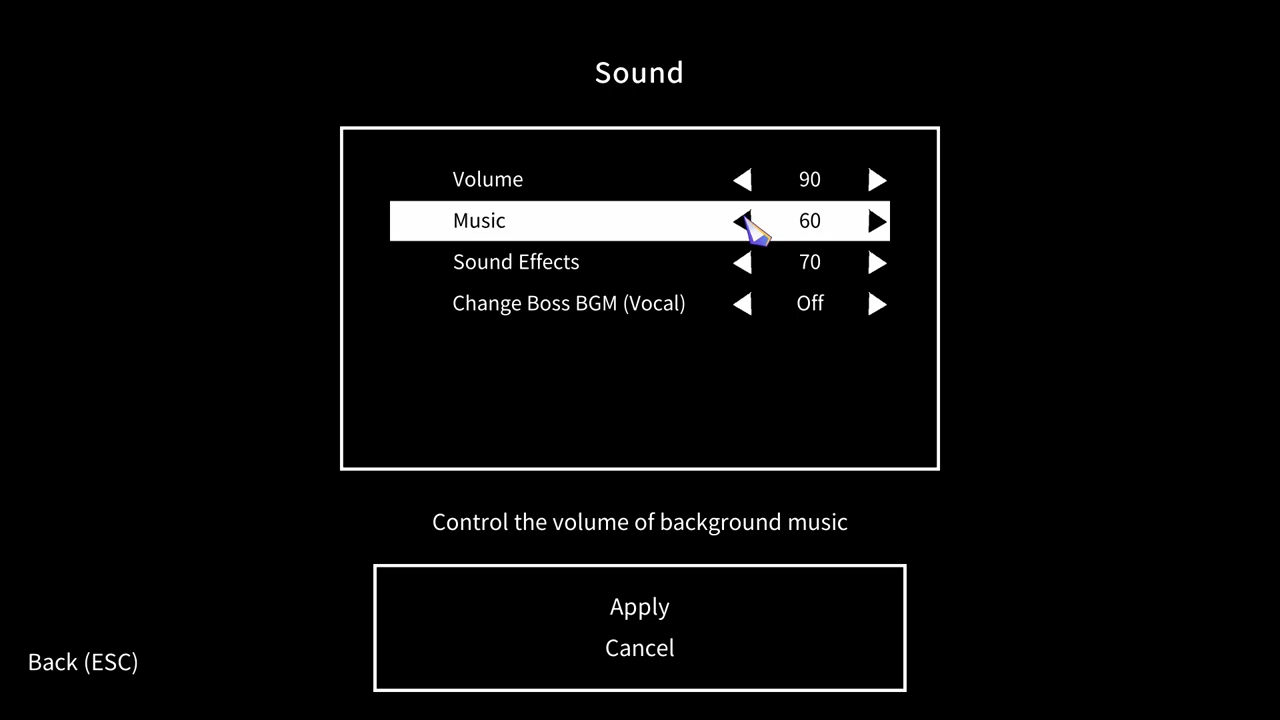 Sound
Volume 90
Music 60
Sound Effects 70
Change Boss BGM (Vocal) Off
Control the volume of background music
Apply
Cancel
Back (ESC)